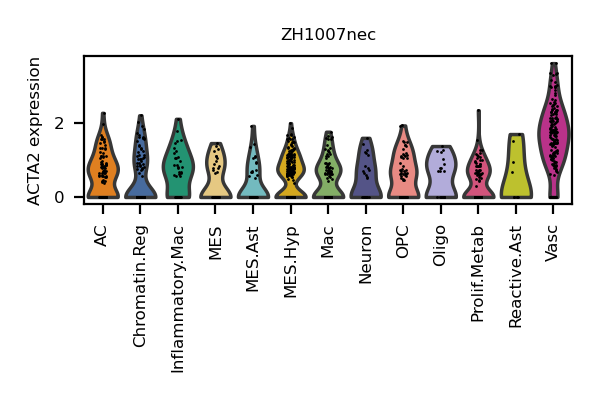 ZH1007nec
ACTA2 expression
2
0
AC
Chromatin.Reg
Inflammatory.Mac
MES
MES.Ast
MES.Hyp
Mac
Neuron
OPC
Oligo
Prolif.Metab
Reactive.Ast
Vasc